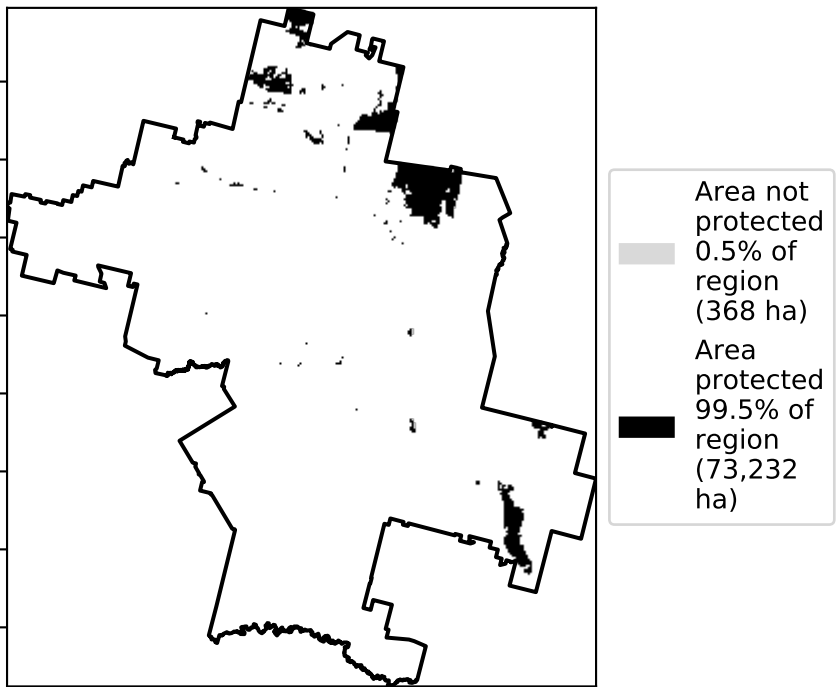 Area not
protected
0.5% of
region
(368 ha)
Area
protected
99.5% of
region
(73,232
ha)